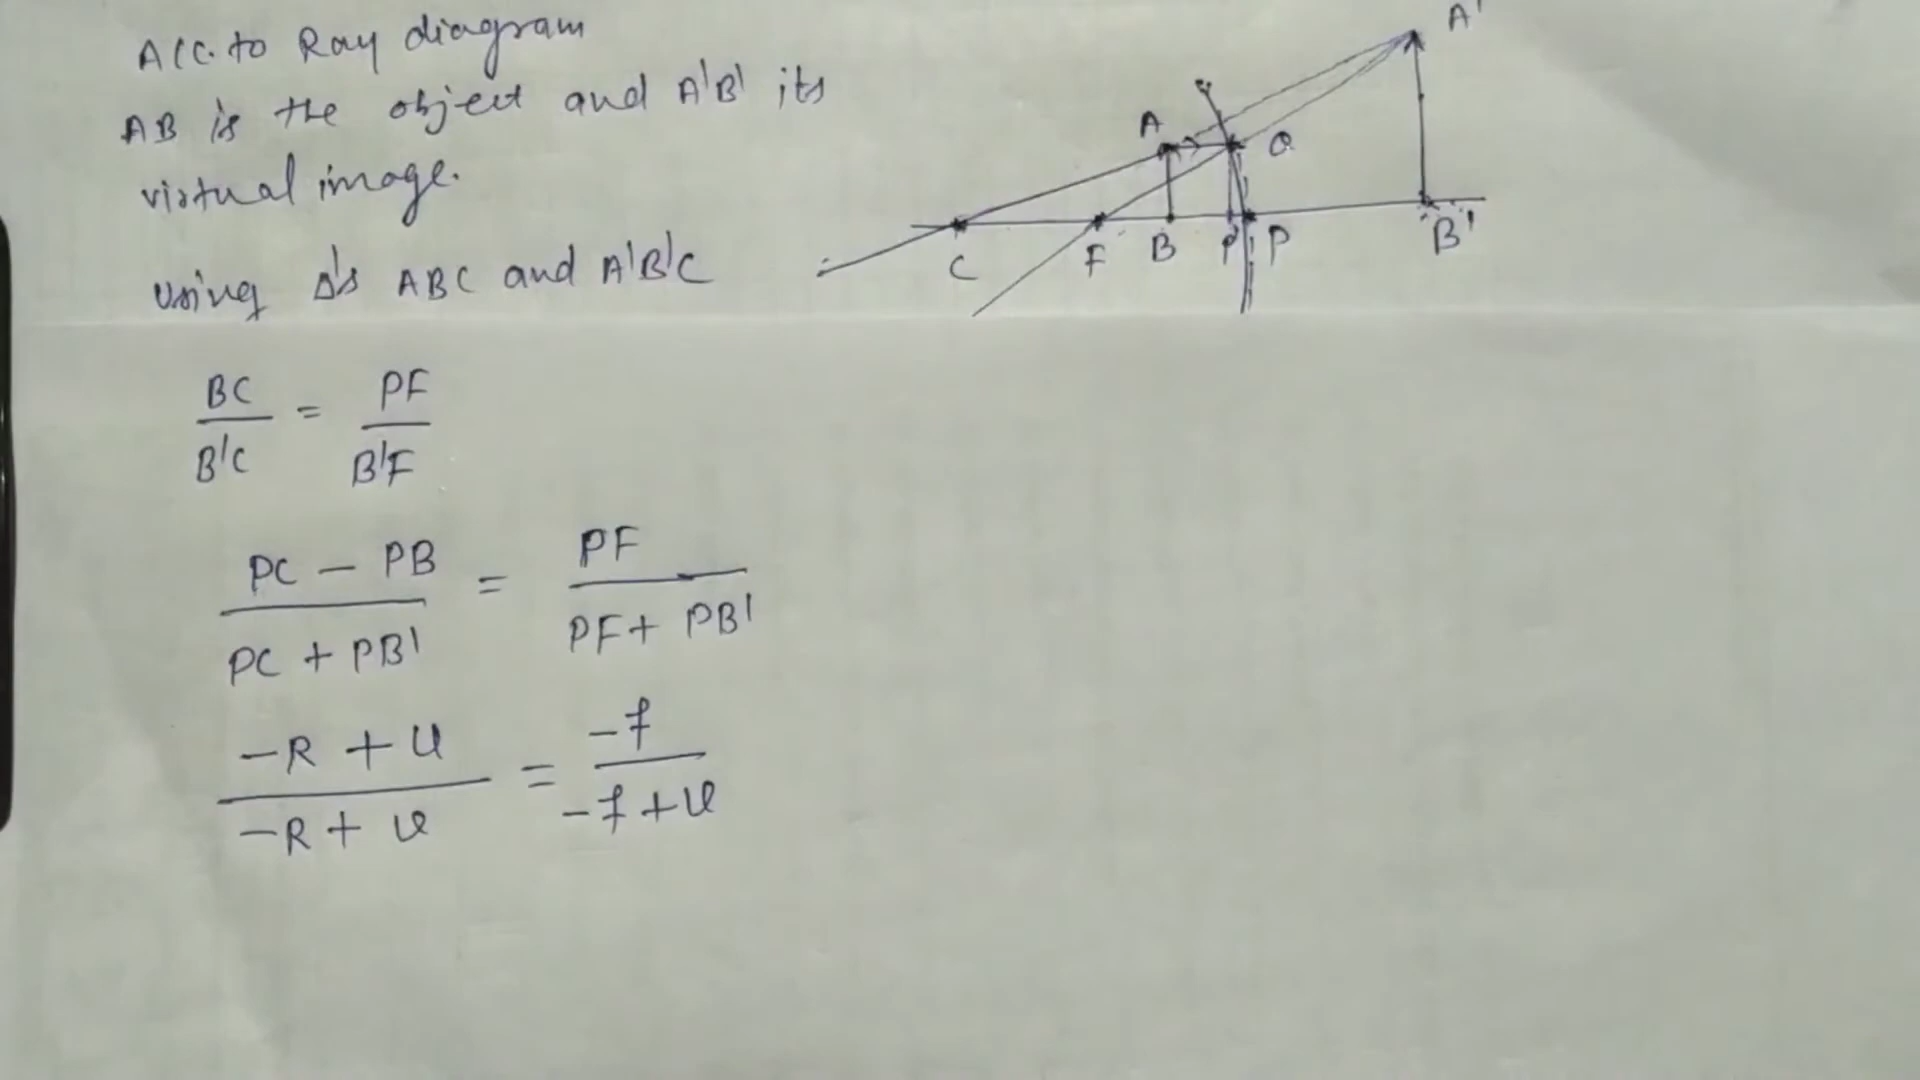 Acc. to Ray diagram
AB is the object and A'B' its
virtual image.
using Δ's ABC and A'B'C
BC / B'C = PF / B'F
PC - PB / PC + PB' = PF / PF + PB'
-R + u / -R + v = -f / -f + v
A'
A
Q
C F B P' P B'